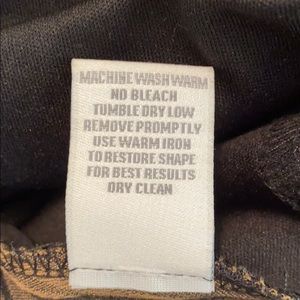 MACHINE WASH WARM
NO BLEACH
TUMBLE DRY LOW
REMOVE PROMPTLY
USE WARM IRON
TO RESTORE SHAPE
FOR BEST RESULTS
DRY CLEAN